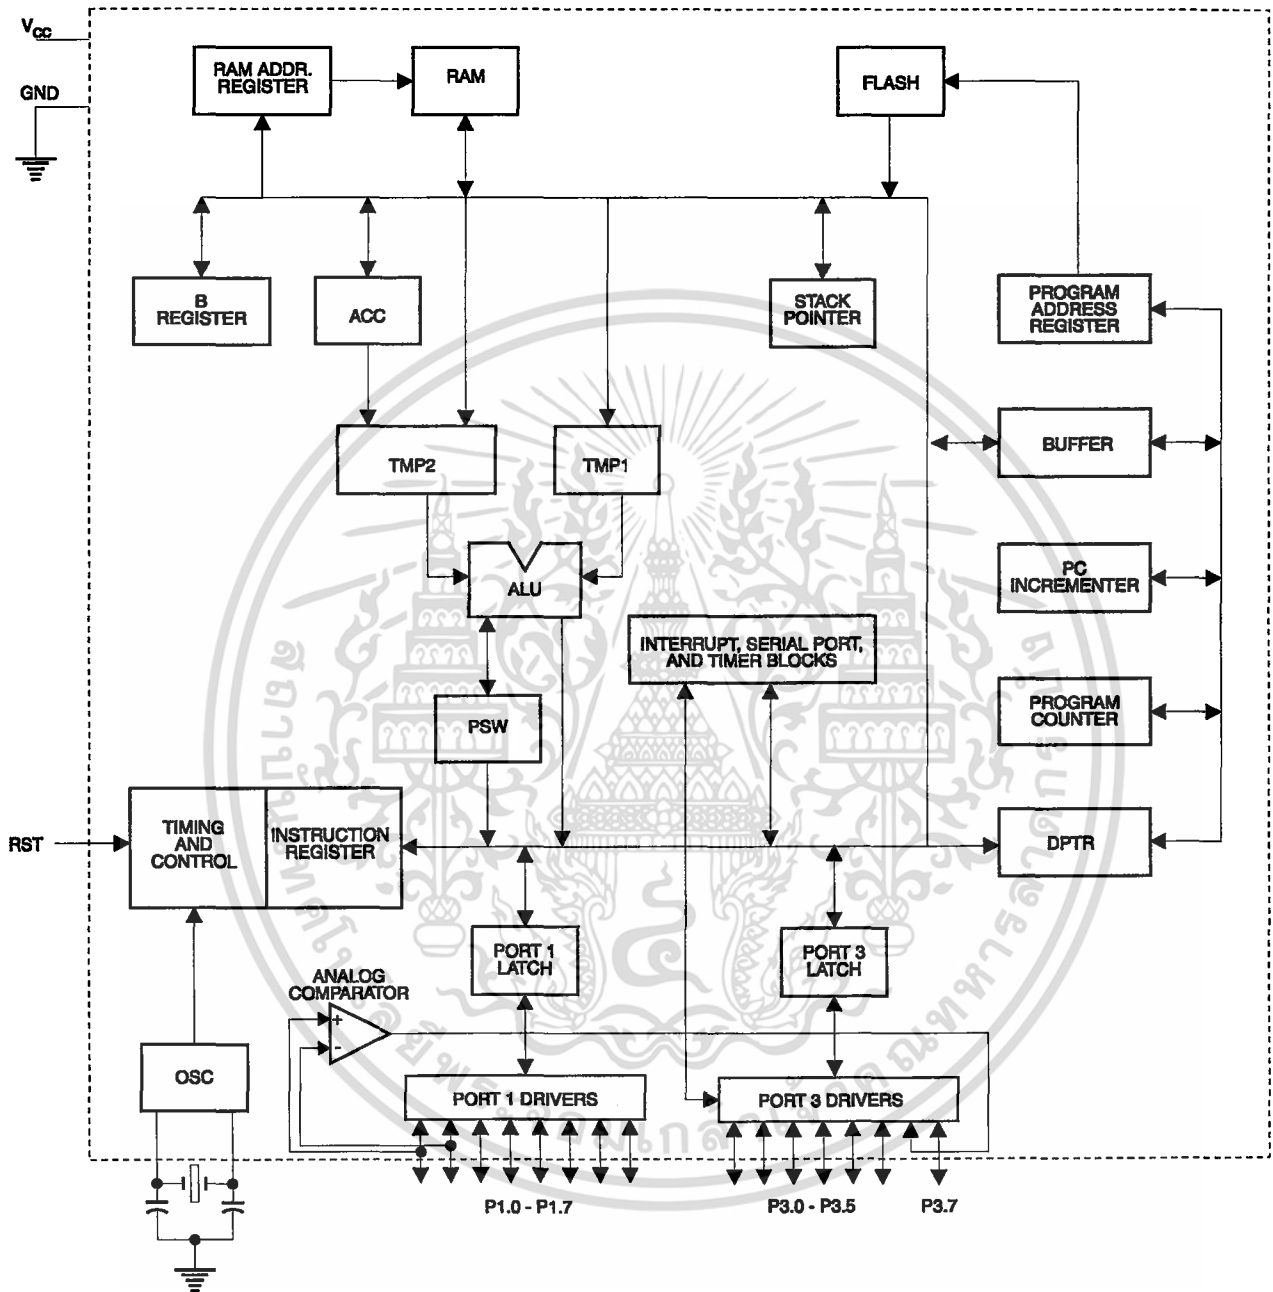 VCC
GND
RAM ADDR.
REGISTER
RAM
FLASH
B
REGISTER
ACC
STACK
POINTER
PROGRAM
ADDRESS
REGISTER
TMP2
TMP1
BUFFER
ALU
PC
INCREMENTER
INTERRUPT, SERIAL PORT,
AND TIMER BLOCKS
PSW
PROGRAM
COUNTER
RST
TIMING
AND
CONTROL
INSTRUCTION
REGISTER
DPTR
PORT 1
LATCH
PORT 3
LATCH
ANALOG
COMPARATOR
+
-
OSC
PORT 1 DRIVERS
PORT 3 DRIVERS
P1.0 - P1.7
P3.0 - P3.5
P3.7